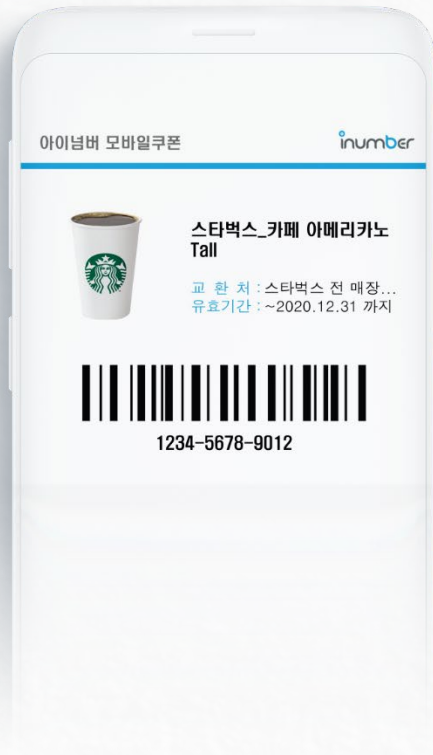 아이넘버 모바일쿠폰
inumber
스타벅스_카페 아메리카노
Tall
교 환 처 : 스타벅스 전 매장...
유효기간 : ~2020.12.31 까지
1234-5678-9012